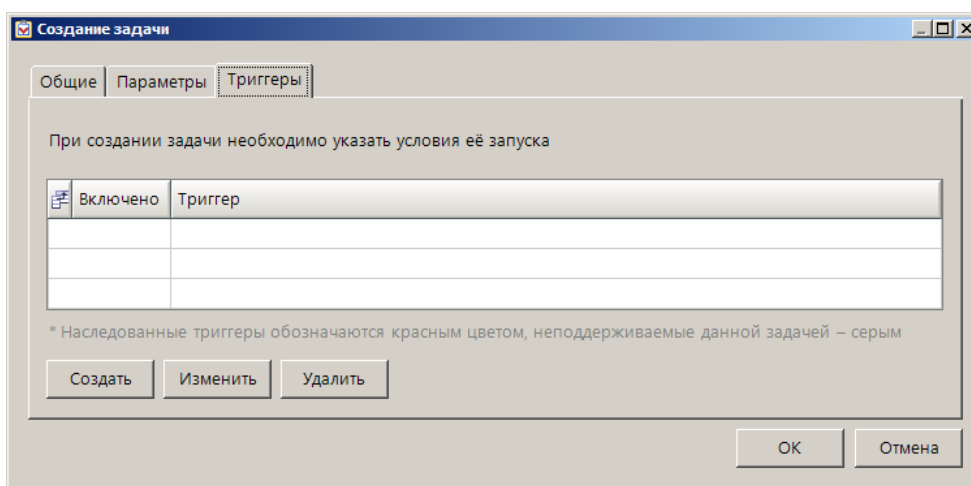 Создание задачи
Общие Параметры Триггеры
При создании задачи необходимо указать условия её запуска
Включено Триггер
* Наследованные триггеры обозначаются красным цветом, неподдерживаемые данной задачей – серым
Создать Изменить Удалить
ОК Отмена